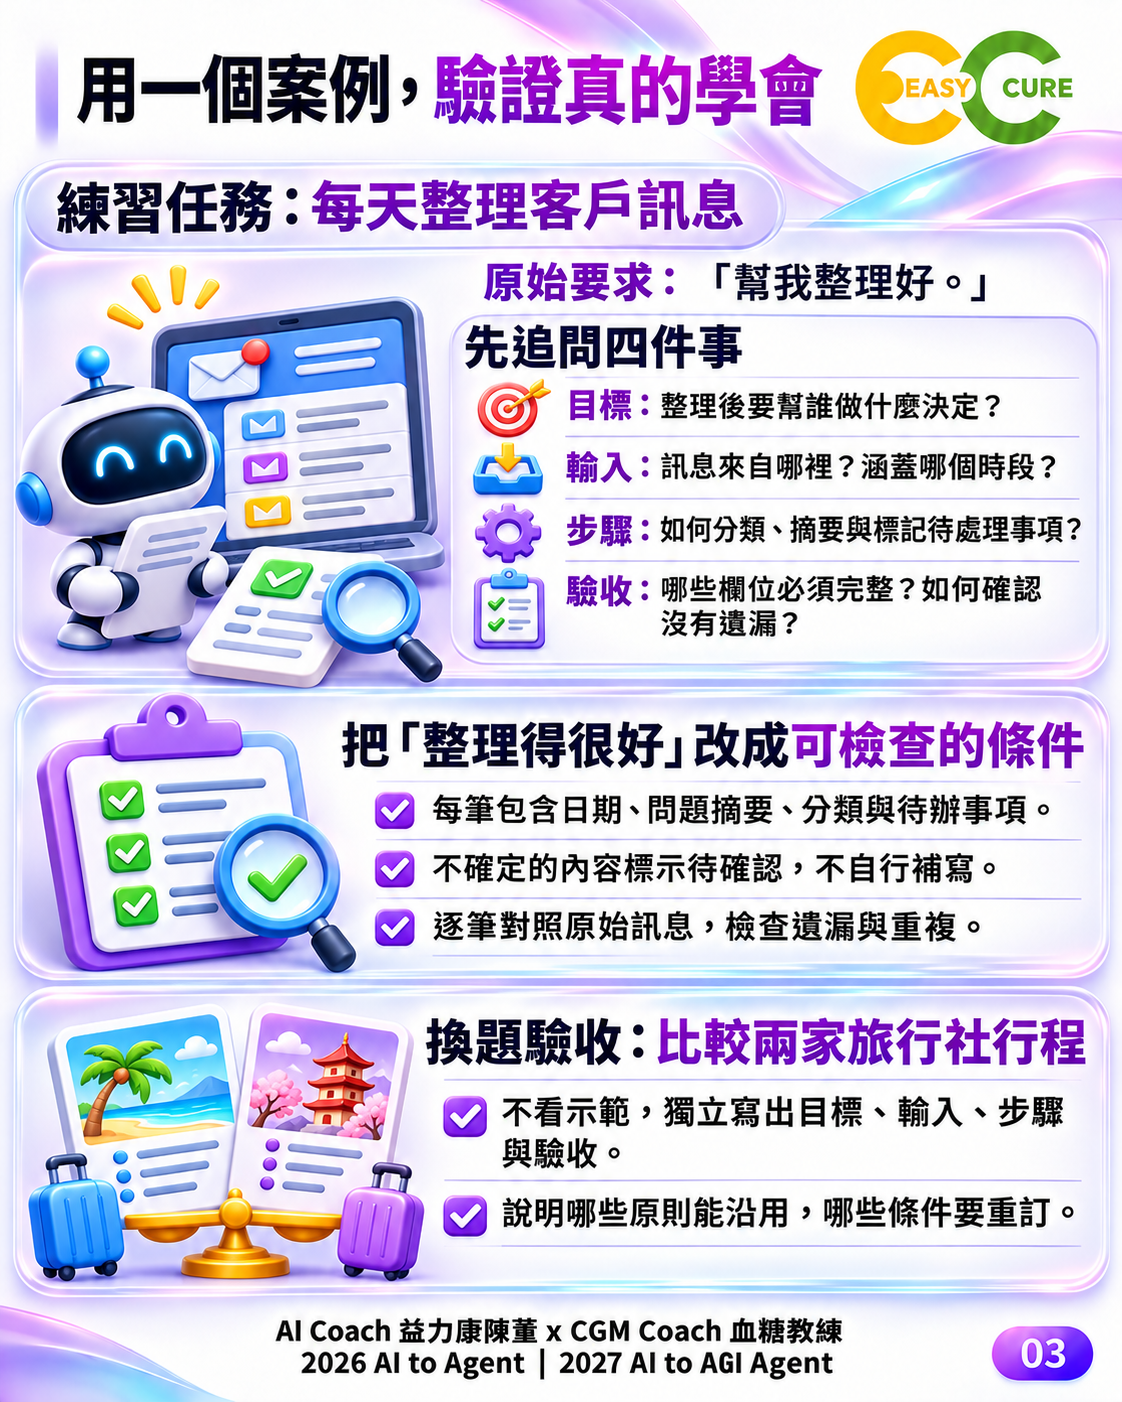 用一個案例，驗證真的學會
EASY CURE
練習任務：每天整理客戶訊息
原始要求：「幫我整理好。」
先追問四件事
目標：整理後要幫誰做什麼決定？
輸入：訊息來自哪裡？涵蓋哪個時段？
步驟：如何分類、摘要與標記待處理事項？
驗收：哪些欄位必須完整？如何確認
沒有遺漏？
把「整理得很好」改成可檢查的條件
每筆包含日期、問題摘要、分類與待辦事項。
不確定的內容標示待確認，不自行補寫。
逐筆對照原始訊息，檢查遺漏與重複。
換題驗收：比較兩家旅行社行程
不看示範，獨立寫出目標、輸入、步驟
與驗收。
說明哪些原則能沿用，哪些條件要重訂。
AI Coach 益力康陳董 x CGM Coach 血糖教練
2026 AI to Agent | 2027 AI to AGI Agent
03